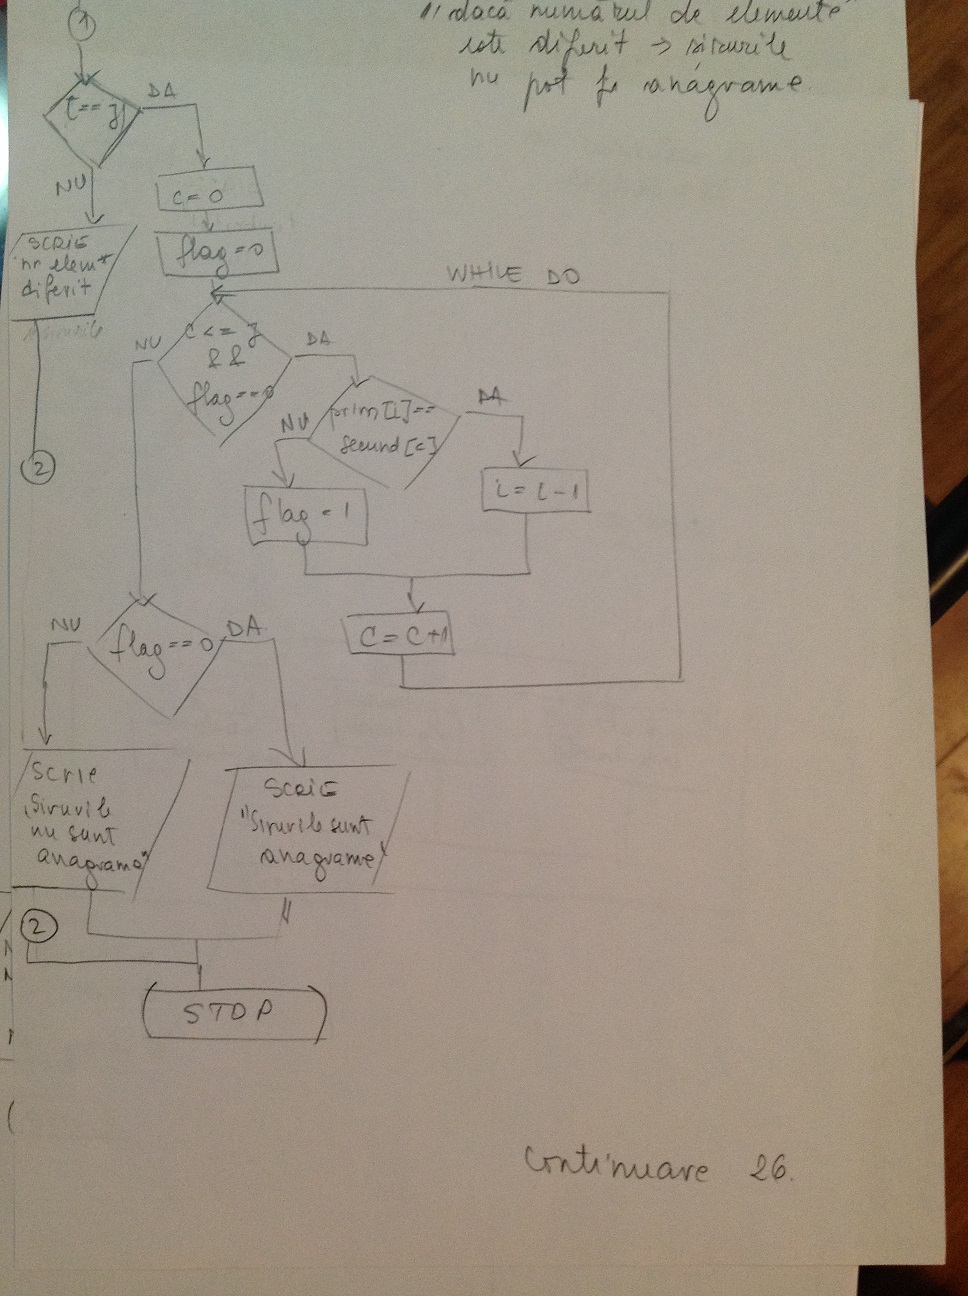 1) dacă numărul de elemente
este diferit → sirurile
nu pot fi anagrame.
1
DA
NU
c = 0
flag = 0
SCRIE
"nr elem
diferit
WHILE DO
NU
c <= j
&&
flag == 0
DA
prim[i] ==
secund[c]
NU
DA
2
flag = 1
i = i - 1
c = c + 1
NU
flag == 0
DA
SCRIE
"Sirurile
nu sunt
anagrame"
SCRIE
"Sirurile sunt
anagrame"
2
STOP
Continuare 26.